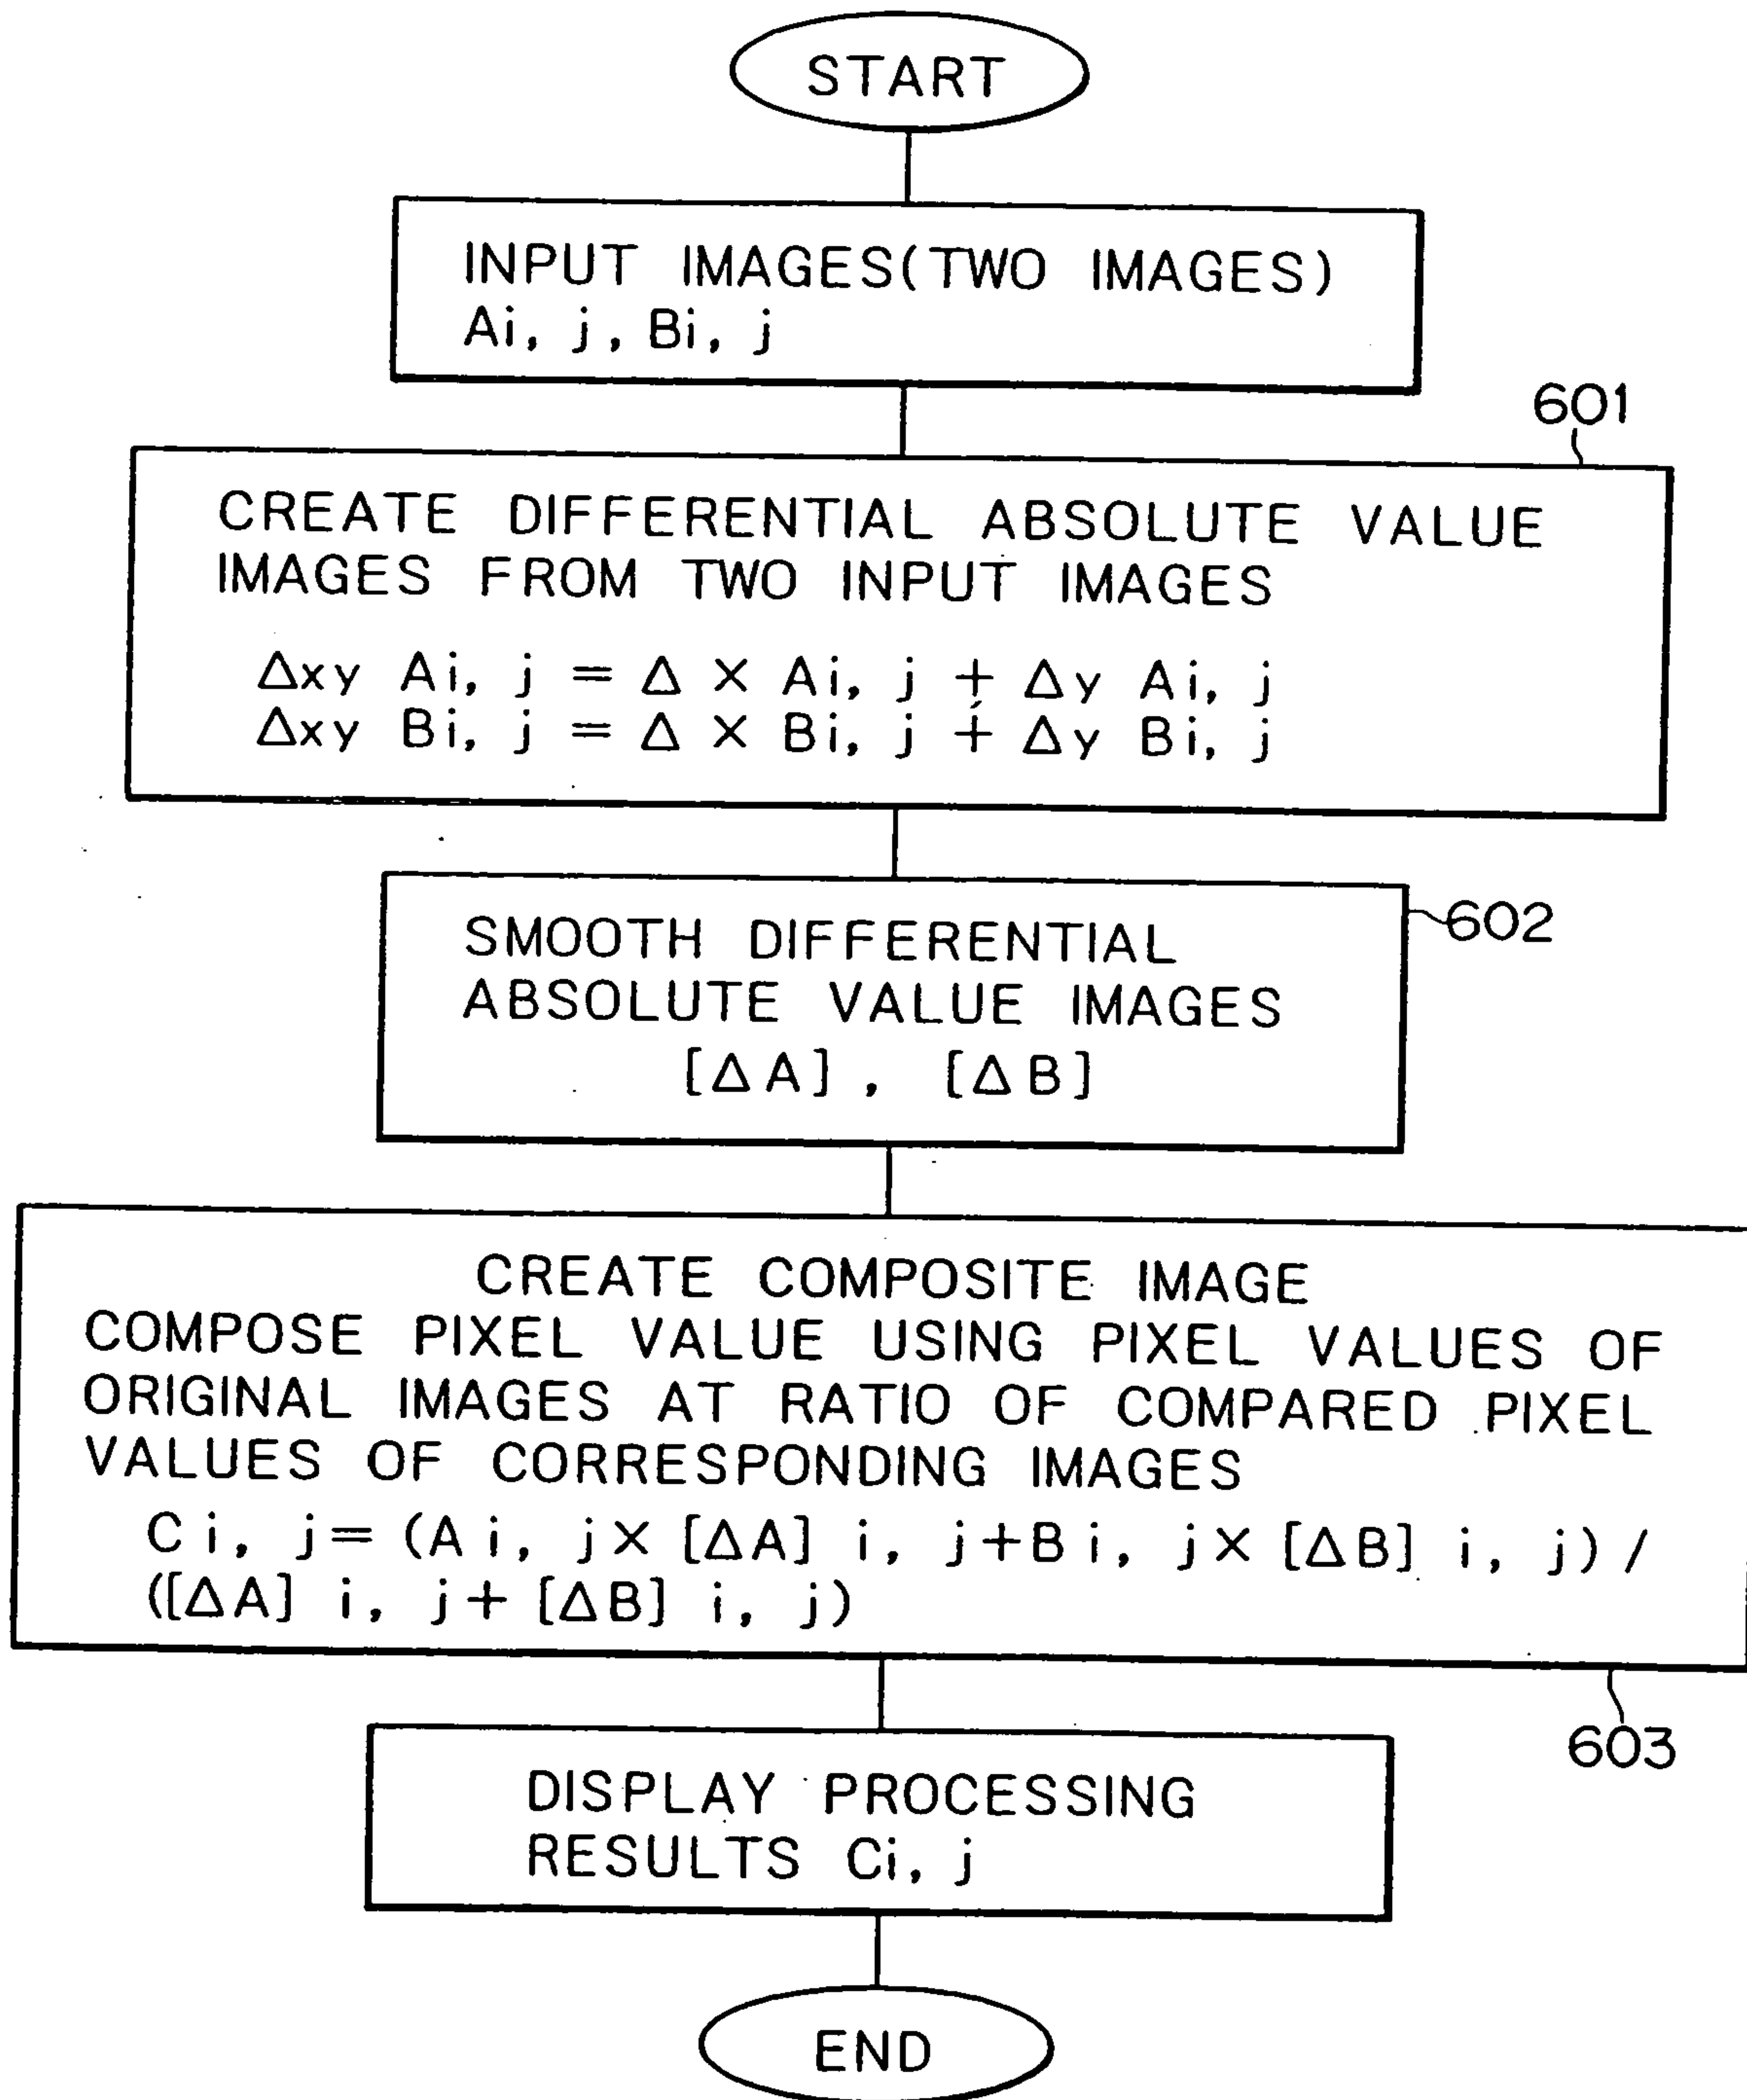 START
INPUT IMAGES(TWO IMAGES)
Ai, j, Bi, j
601
CREATE DIFFERENTIAL ABSOLUTE VALUE
IMAGES FROM TWO INPUT IMAGES
Δxy Ai, j = Δ × Ai, j + Δy Ai, j
Δxy Bi, j = Δ × Bi, j + Δy Bi, j
602
SMOOTH DIFFERENTIAL
ABSOLUTE VALUE IMAGES
[ΔA] , [ΔB]
CREATE COMPOSITE IMAGE
COMPOSE PIXEL VALUE USING PIXEL VALUES OF
ORIGINAL IMAGES AT RATIO OF COMPARED PIXEL
VALUES OF CORRESPONDING IMAGES
Ci, j= (Ai, j× [ΔA] i, j+Bi, j× [ΔB] i, j) /
([ΔA] i, j+ [ΔB] i, j)
603
DISPLAY PROCESSING
RESULTS Ci, j
END